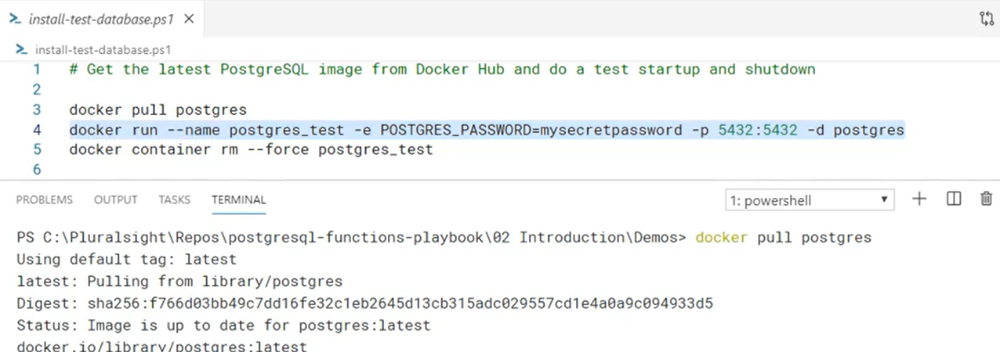 install-test-database.ps1
install-test-database.ps1
1 # Get the latest PostgreSQL image from Docker Hub and do a test startup and shutdown
2
3 docker pull postgres
4 docker run --name postgres_test -e POSTGRES_PASSWORD=mysecretpassword -p 5432:5432 -d postgres
5 docker container rm --force postgres_test
6
PROBLEMS OUTPUT TASKS TERMINAL 1: powershell
PS C:\Pluralsight\Repos\postgresql-functions-playbook\02 Introduction\Demos> docker pull postgres
Using default tag: latest
latest: Pulling from library/postgres
Digest: sha256:f766d03bb49c7dd16fe32c1eb2645d13cb315adc029557cd1e4a0a9c094933d5
Status: Image is up to date for postgres:latest
docker.io/library/postgres:latest